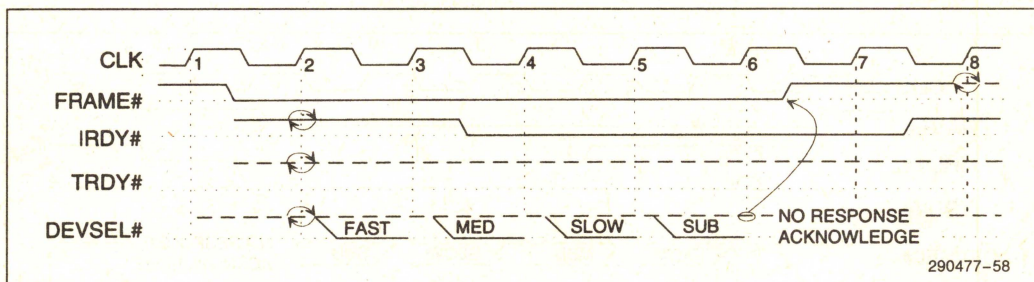 CLK 1 2 3 4 5 6 7 8
FRAME#
IRDY#
TRDY#
DEVSEL# FAST MED SLOW SUB NO RESPONSE
ACKNOWLEDGE
290477-58